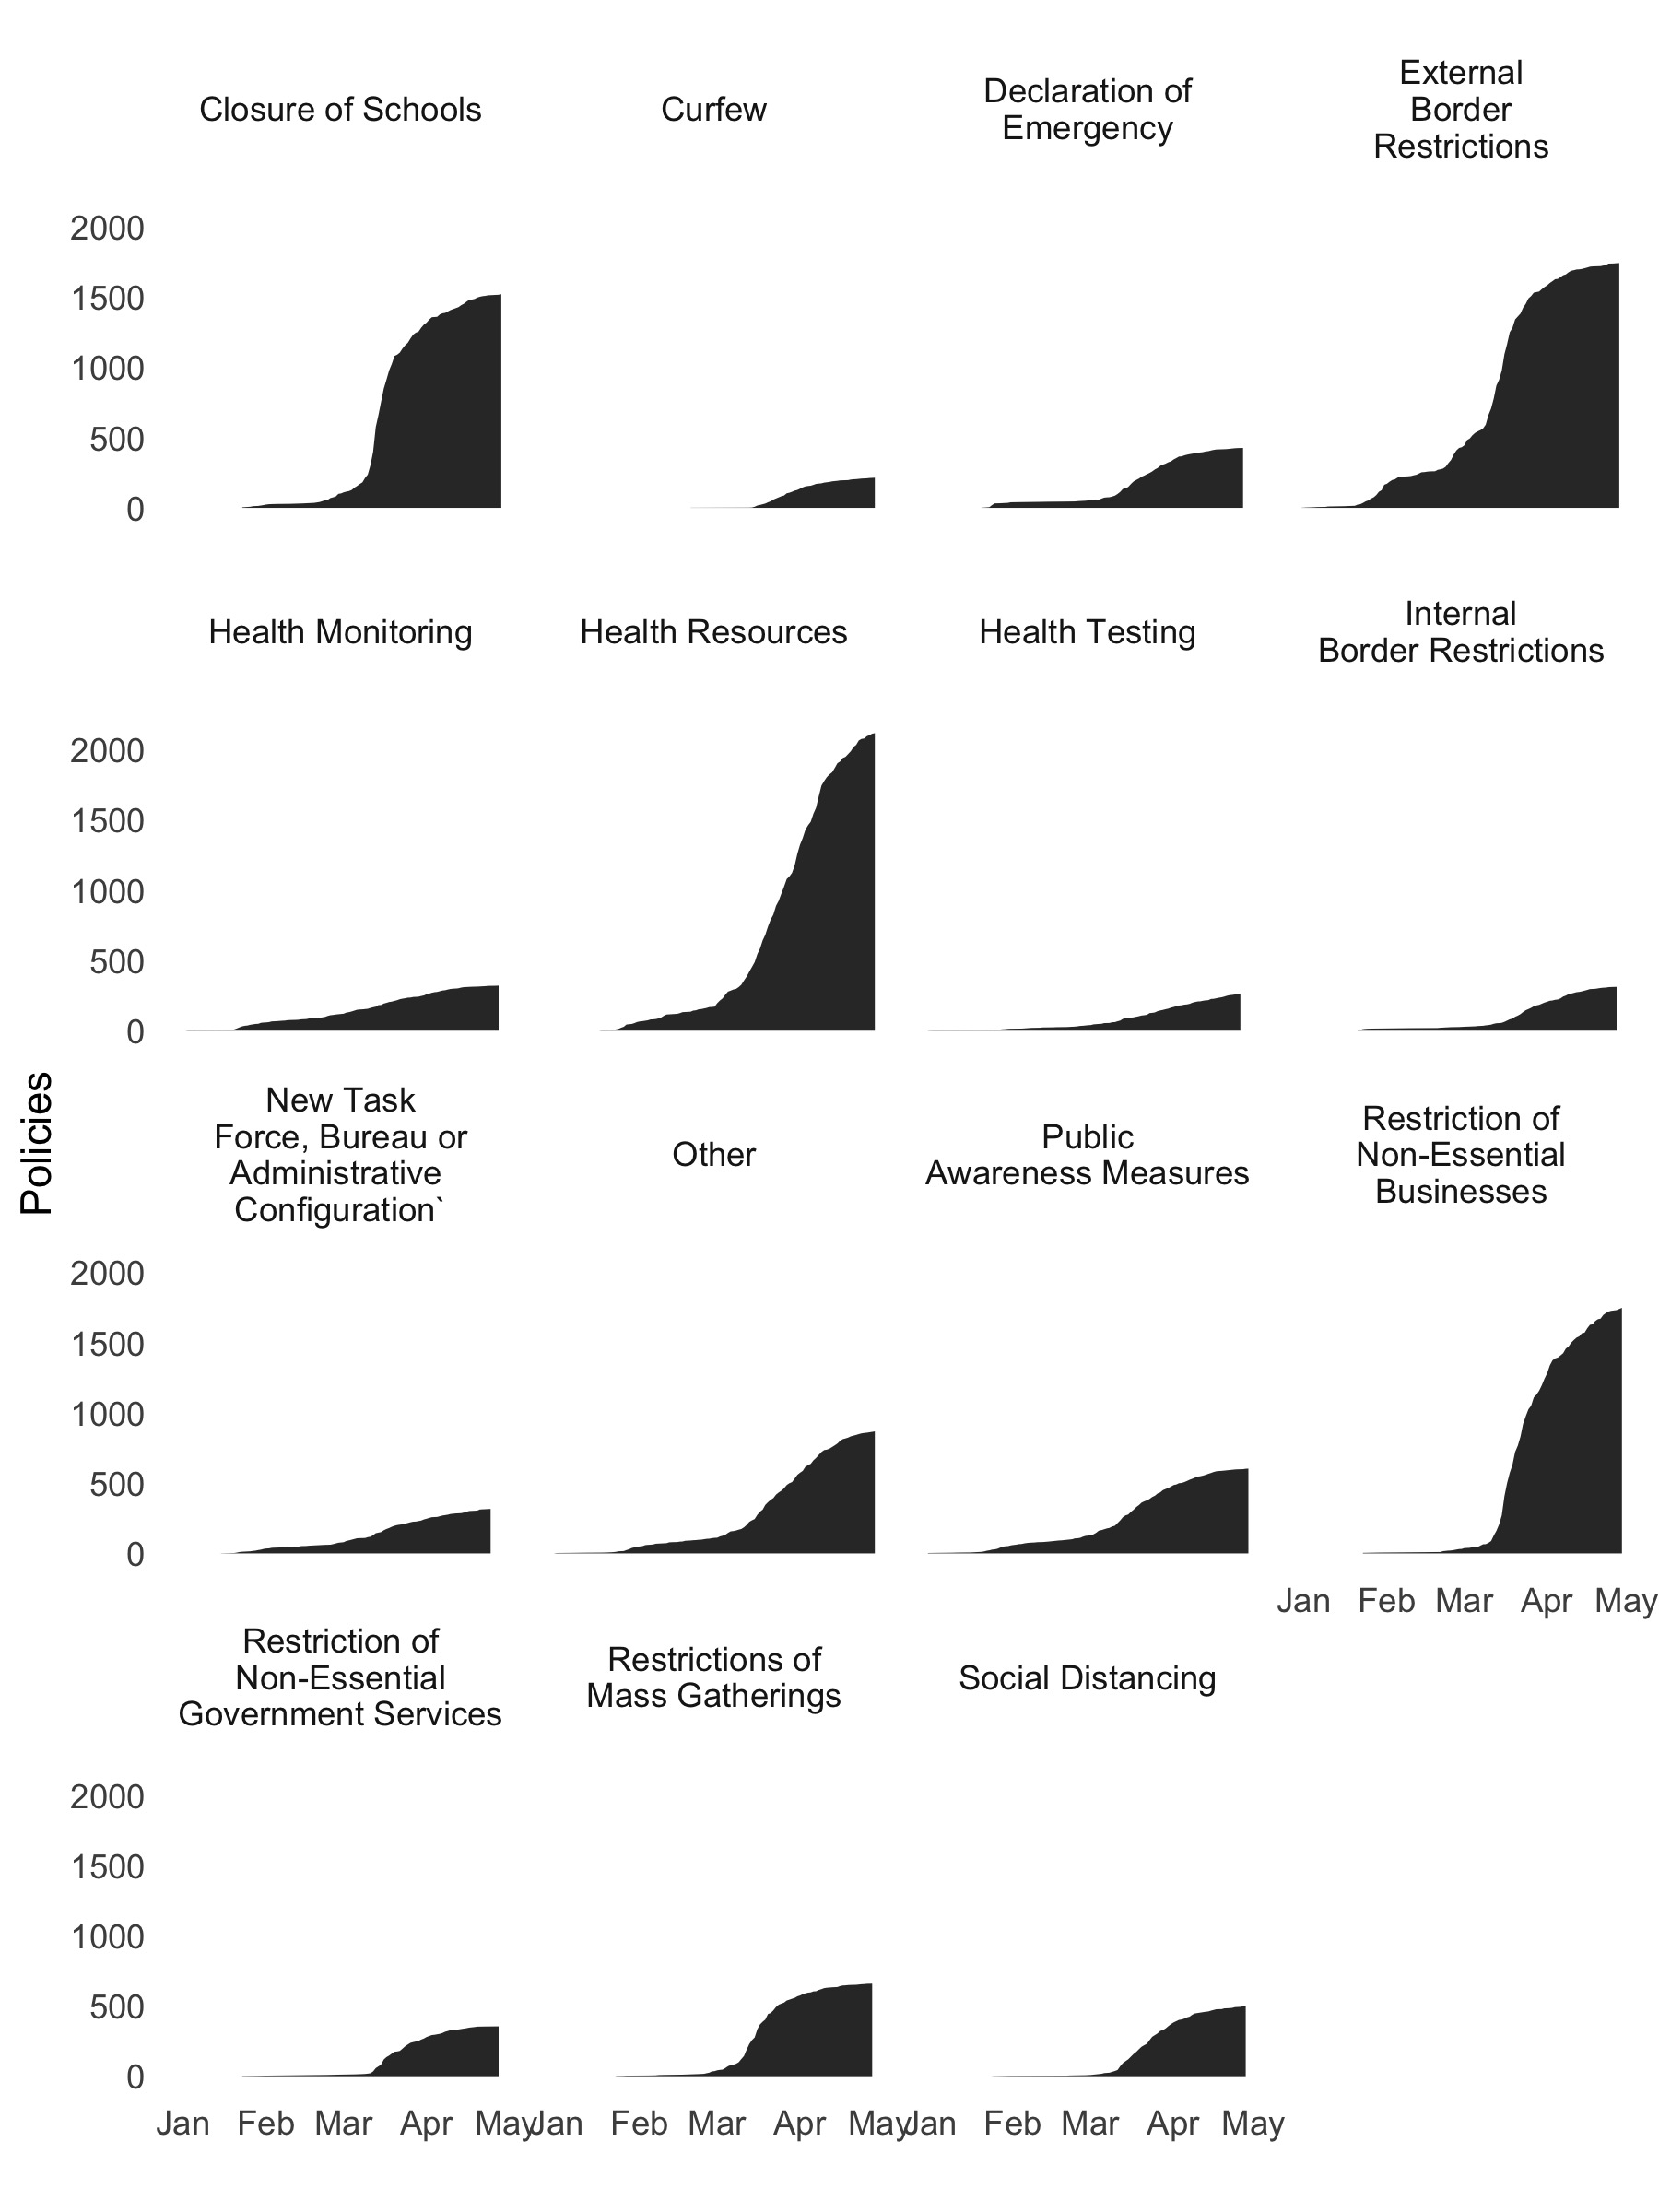 Closure of Schools
Curfew
Declaration of
Emergency
External
Border
Restrictions
2000
1500
1000
500
0
Health Monitoring
Health Resources
Health Testing
Internal
Border Restrictions
2000
1500
1000
500
0
Policies
New Task
Force, Bureau or
Administrative
Configuration`
Other
Public
Awareness Measures
Restriction of
Non-Essential
Businesses
2000
1500
1000
500
0
Jan Feb Mar Apr May
Restriction of
Non-Essential
Government Services
Restrictions of
Mass Gatherings
Social Distancing
2000
1500
1000
500
0
Jan Feb Mar Apr May
Jan Feb Mar Apr May
Jan Feb Mar Apr May